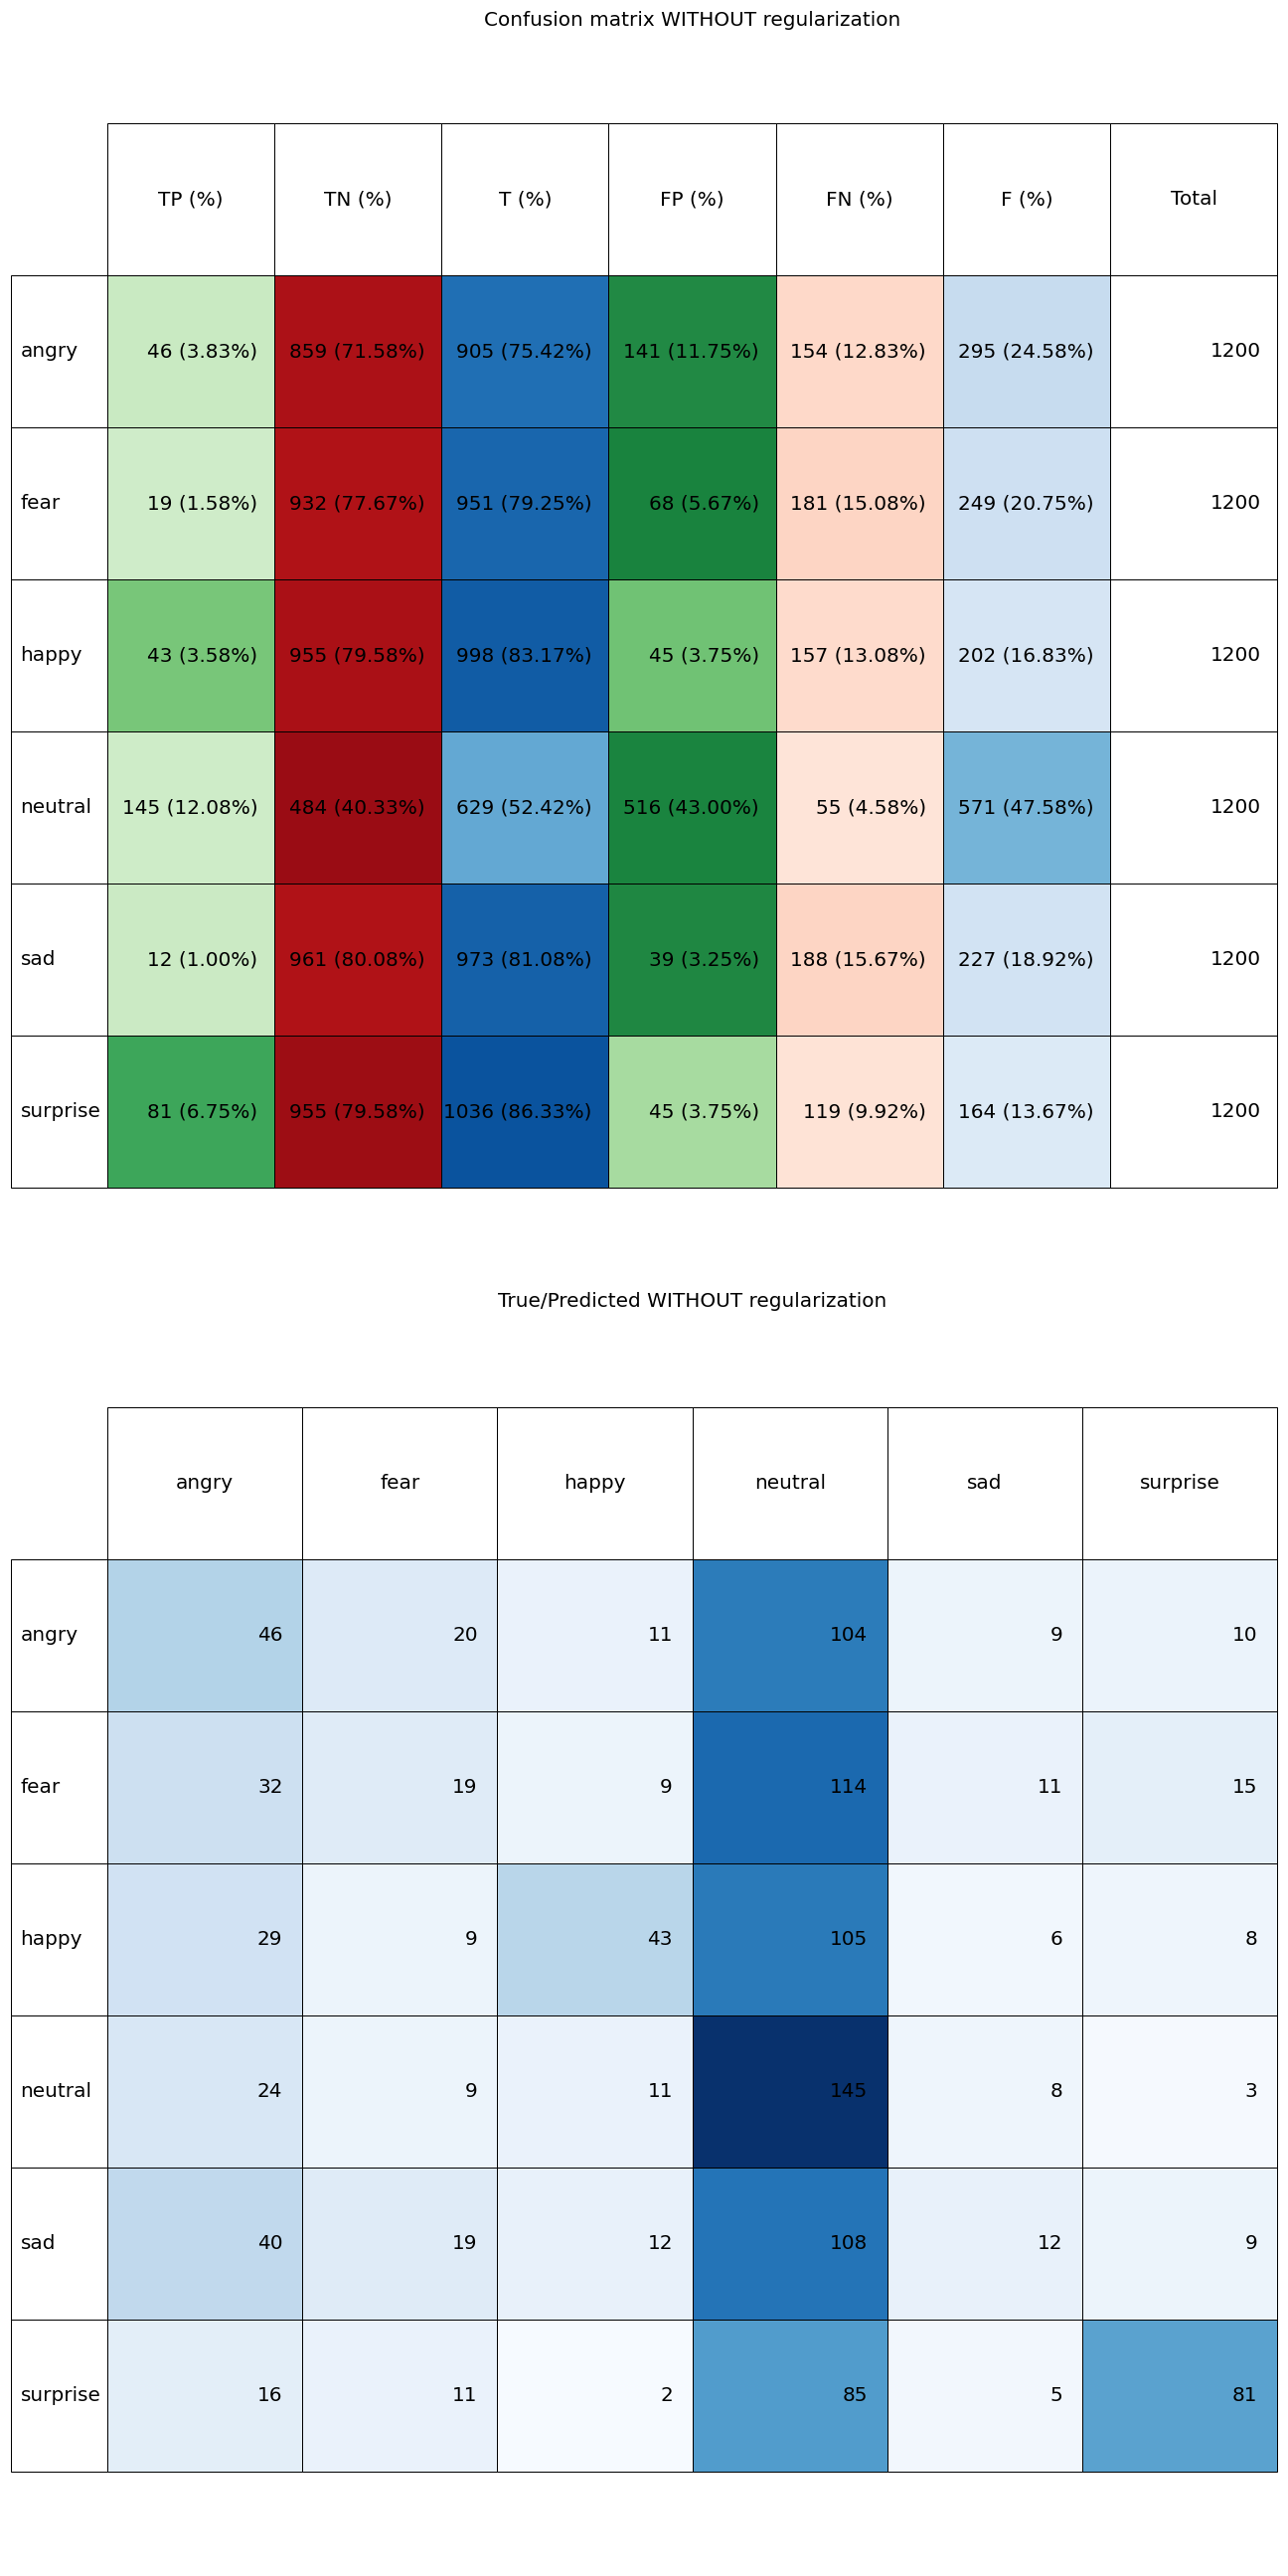 Confusion matrix WITHOUT regularization
TP (%) TN (%) T (%) FP (%) FN (%) F (%) Total
angry 46 (3.83%) 859 (71.58%) 905 (75.42%) 141 (11.75%) 154 (12.83%) 295 (24.58%) 1200
fear 19 (1.58%) 932 (77.67%) 951 (79.25%) 68 (5.67%) 181 (15.08%) 249 (20.75%) 1200
happy 43 (3.58%) 955 (79.58%) 998 (83.17%) 45 (3.75%) 157 (13.08%) 202 (16.83%) 1200
neutral 145 (12.08%) 484 (40.33%) 629 (52.42%) 516 (43.00%) 55 (4.58%) 571 (47.58%) 1200
sad 12 (1.00%) 961 (80.08%) 973 (81.08%) 39 (3.25%) 188 (15.67%) 227 (18.92%) 1200
surprise 81 (6.75%) 955 (79.58%) 1036 (86.33%) 45 (3.75%) 119 (9.92%) 164 (13.67%) 1200
True/Predicted WITHOUT regularization
angry fear happy neutral sad surprise
angry 46 20 11 104 9 10
fear 32 19 9 114 11 15
happy 29 9 43 105 6 8
neutral 24 9 11 145 8 3
sad 40 19 12 108 12 9
surprise 16 11 2 85 5 81